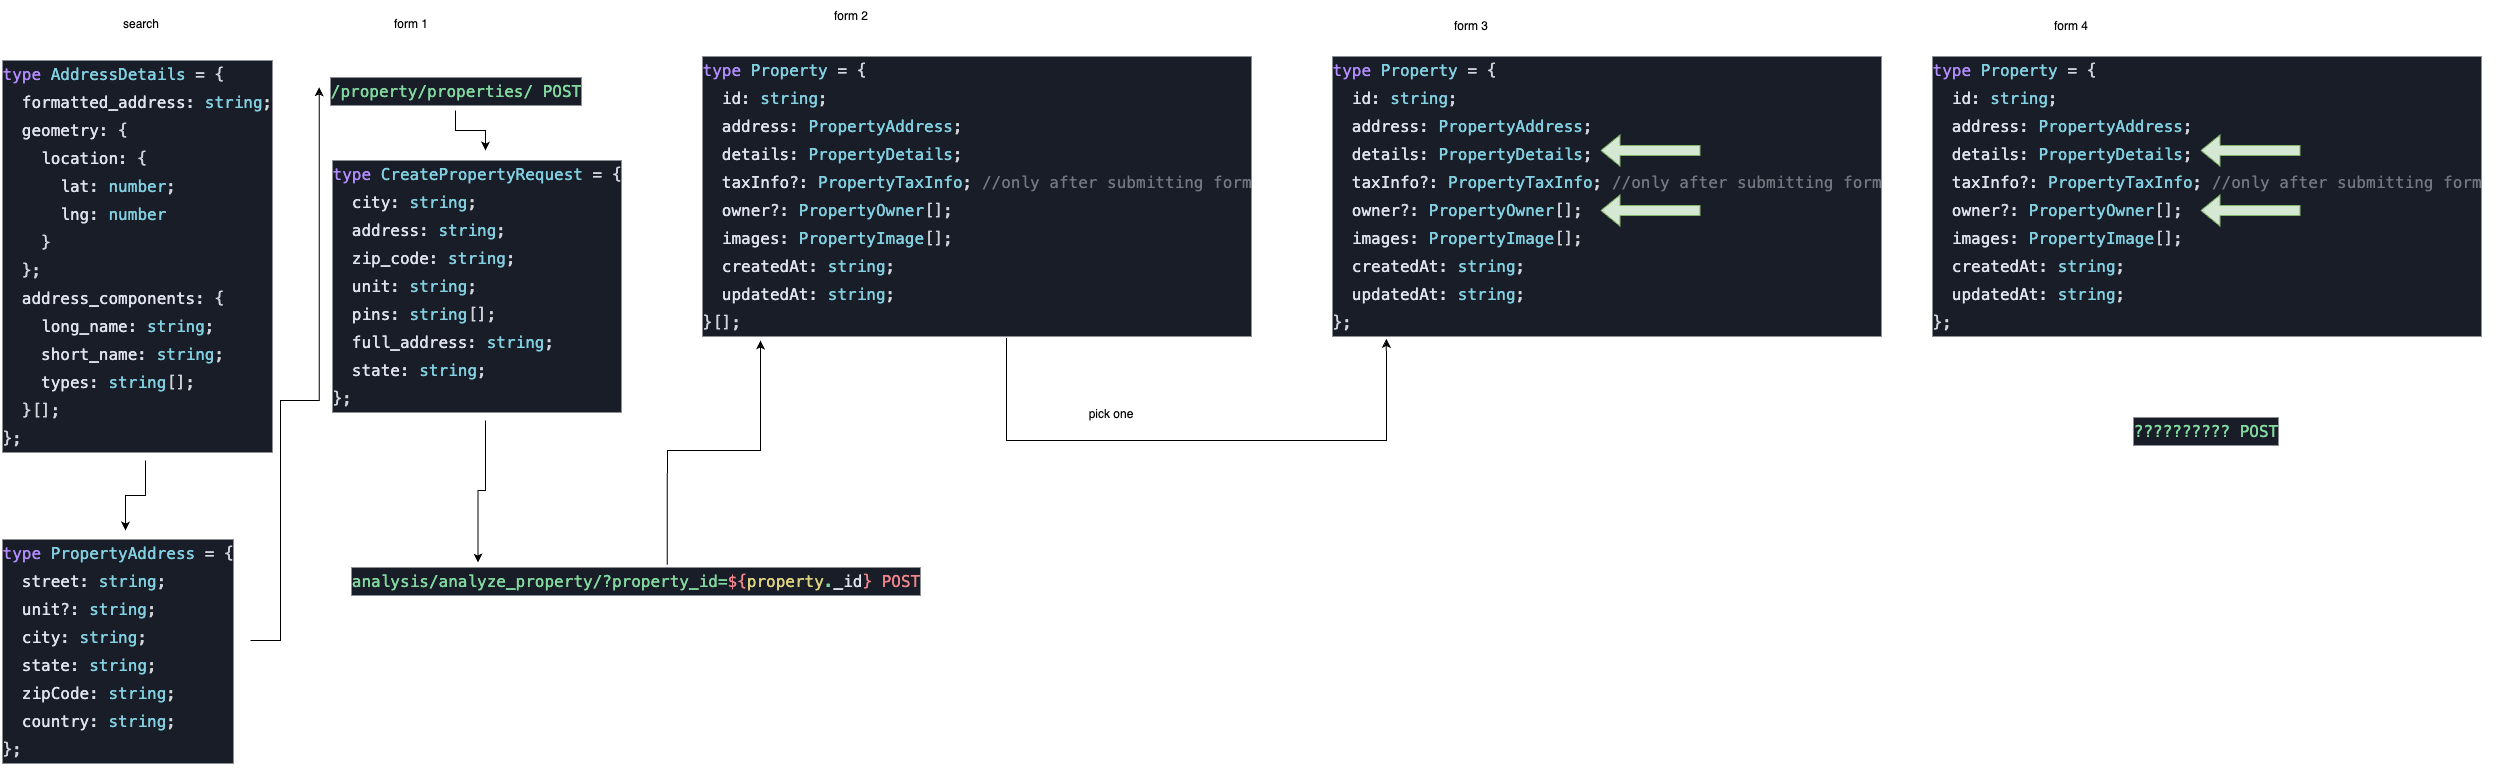 search
type AddressDetails = {
formatted_address: string;
geometry: {
location: {
lat: number;
lng: number
}
};
address_components: {
long_name: string;
short_name: string;
types: string[];
}[];
};
type PropertyAddress = {
street: string;
unit?: string;
city: string;
state: string;
zipCode: string;
country: string;
};
form 1
/property/properties/ POST
type CreatePropertyRequest = {
city: string;
address: string;
zip_code: string;
unit: string;
pins: string[];
full_address: string;
state: string;
};
analysis/analyze_property/?property_id=${property._id} POST
form 2
type Property = {
id: string;
address: PropertyAddress;
details: PropertyDetails;
taxInfo?: PropertyTaxInfo; //only after submitting form
owner?: PropertyOwner[];
images: PropertyImage[];
createdAt: string;
updatedAt: string;
}[];
pick one
form 3
type Property = {
id: string;
address: PropertyAddress;
details: PropertyDetails;
taxInfo?: PropertyTaxInfo; //only after submitting form
owner?: PropertyOwner[];
images: PropertyImage[];
createdAt: string;
updatedAt: string;
};
form 4
type Property = {
id: string;
address: PropertyAddress;
details: PropertyDetails;
taxInfo?: PropertyTaxInfo; //only after submitting form
owner?: PropertyOwner[];
images: PropertyImage[];
createdAt: string;
updatedAt: string;
};
?????????? POST